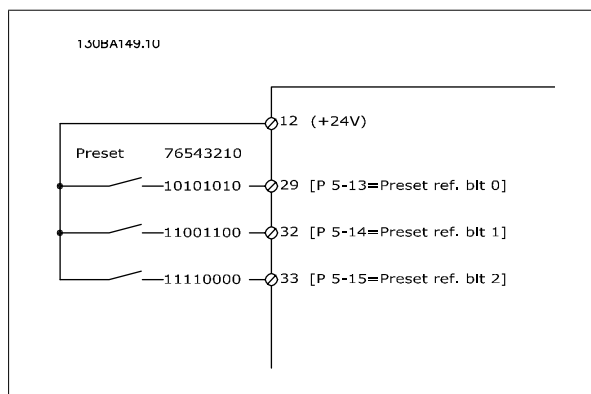 130BA149.10
12 (+24V)
Preset 76543210
10101010 29 [P 5-13=Preset ref. bit 0]
11001100 32 [P 5-14=Preset ref. bit 1]
11110000 33 [P 5-15=Preset ref. bit 2]